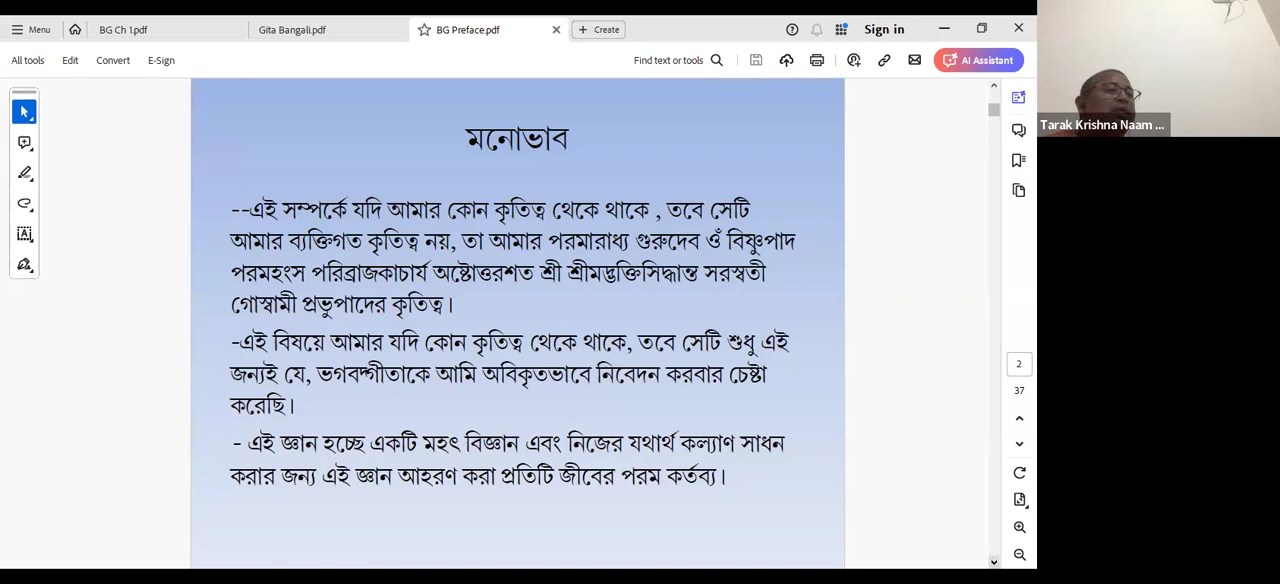 Menu
BG Ch 1.pdf
Gita Bangali.pdf
BG Preface.pdf
Create
Sign in
All tools
Edit
Convert
E-Sign
Find text or tools
AI Assistant
Tarak Krishna Naam ...
মনোভাব
--এই সম্পর্কে যদি আমার কোন কৃতিত্ব থেকে থাকে , তবে সেটি
আমার ব্যক্তিগত কৃতিত্ব নয়, তা আমার পরমারাধ্য গুরুদেব ওঁ বিষ্ণুপাদ
পরমহংস পরিব্রাজকাচার্য অষ্টোত্তরশত শ্রী শ্রীমদ্ভক্তিসিদ্ধান্ত সরস্বতী
গোস্বামী প্রভুপাদের কৃতিত্ব।
-এই বিষয়ে আমার যদি কোন কৃতিত্ব থেকে থাকে, তবে সেটি শুধু এই
জন্যই যে, ভগবদ্গীতাকে আমি অবিকৃতভাবে নিবেদন করবার চেষ্টা
করেছি।
- এই জ্ঞান হচ্ছে একটি মহৎ বিজ্ঞান এবং নিজের যথার্থ কল্যাণ সাধন
করার জন্য এই জ্ঞান আহরণ করা প্রতিটি জীবের পরম কর্তব্য।
2
37